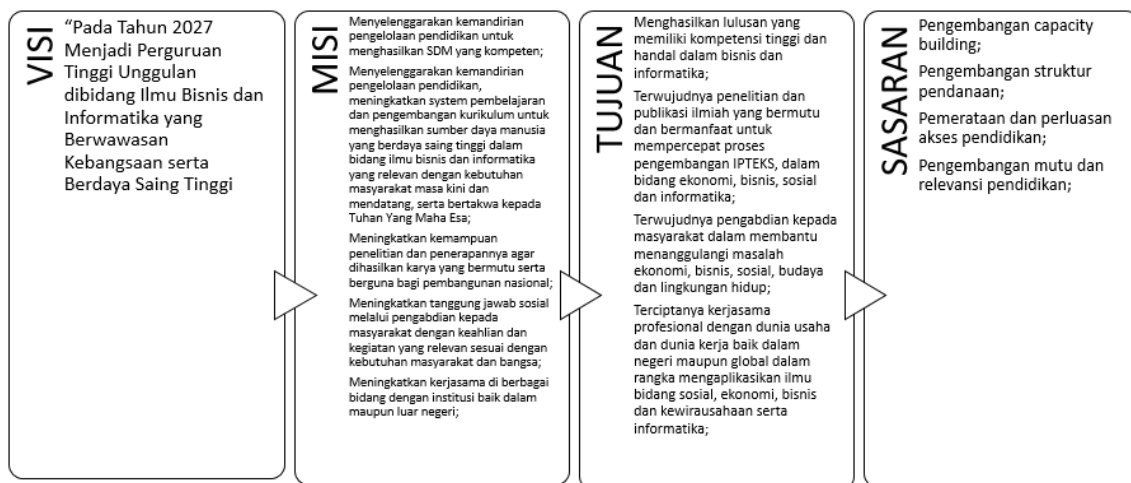 VISI
“Pada Tahun 2027
Menjadi Perguruan
Tinggi Unggulan
dibidang Ilmu Bisnis dan
Informatika yang
Berwawasan
Kebangsaan serta
Berdaya Saing Tinggi
MISI
Menyelenggarakan kemandirian
pengelolaan pendidikan untuk
menghasilkan SDM yang kompeten;
Menyelenggarakan kemandirian
pengelolaan pendidikan,
meningkatkan system pembelajaran
dan pengembangan kurikulum untuk
menghasilkan sumber daya manusia
yang berdaya saing tinggi dalam
bidang ilmu bisnis dan informatika
yang relevan dengan kebutuhan
masyarakat masa kini dan
mendatang, serta bertakwa kepada
Tuhan Yang Maha Esa;
Meningkatkan kemampuan
penelitian dan penerapannya agar
dihasilkan karya yang bermutu serta
berguna bagi pembangunan nasional;
Meningkatkan tanggung jawab sosial
melalui pengabdian kepada
masyarakat dengan keahlian dan
kegiatan yang relevan sesuai dengan
kebutuhan masyarakat dan bangsa;
Meningkatkan kerjasama di berbagai
bidang dengan institusi baik dalam
maupun luar negeri;
TUJUAN
Menghasilkan lulusan yang
memiliki kompetensi tinggi dan
handal dalam bisnis dan
informatika;
Terwujudnya penelitian dan
publikasi ilmiah yang bermutu
dan bermanfaat untuk
mempercepat proses
pengembangan IPTEKS, dalam
bidang ekonomi, bisnis, sosial
dan informatika;
Terwujudnya pengabdian kepada
masyarakat dalam membantu
menanggulangi masalah
ekonomi, bisnis, sosial, budaya
dan lingkungan hidup;
Terciptanya kerjasama
profesional dengan dunia usaha
dan dunia kerja baik dalam
negeri maupun global dalam
rangka mengaplikasikan ilmu
bidang sosial, ekonomi, bisnis
dan kewirausahaan serta
informatika;
SASARAN
Pengembangan capacity
building;
Pengembangan struktur
pendanaan;
Pemerataan dan perluasan
akses pendidikan;
Pengembangan mutu dan
relevansi pendidikan;